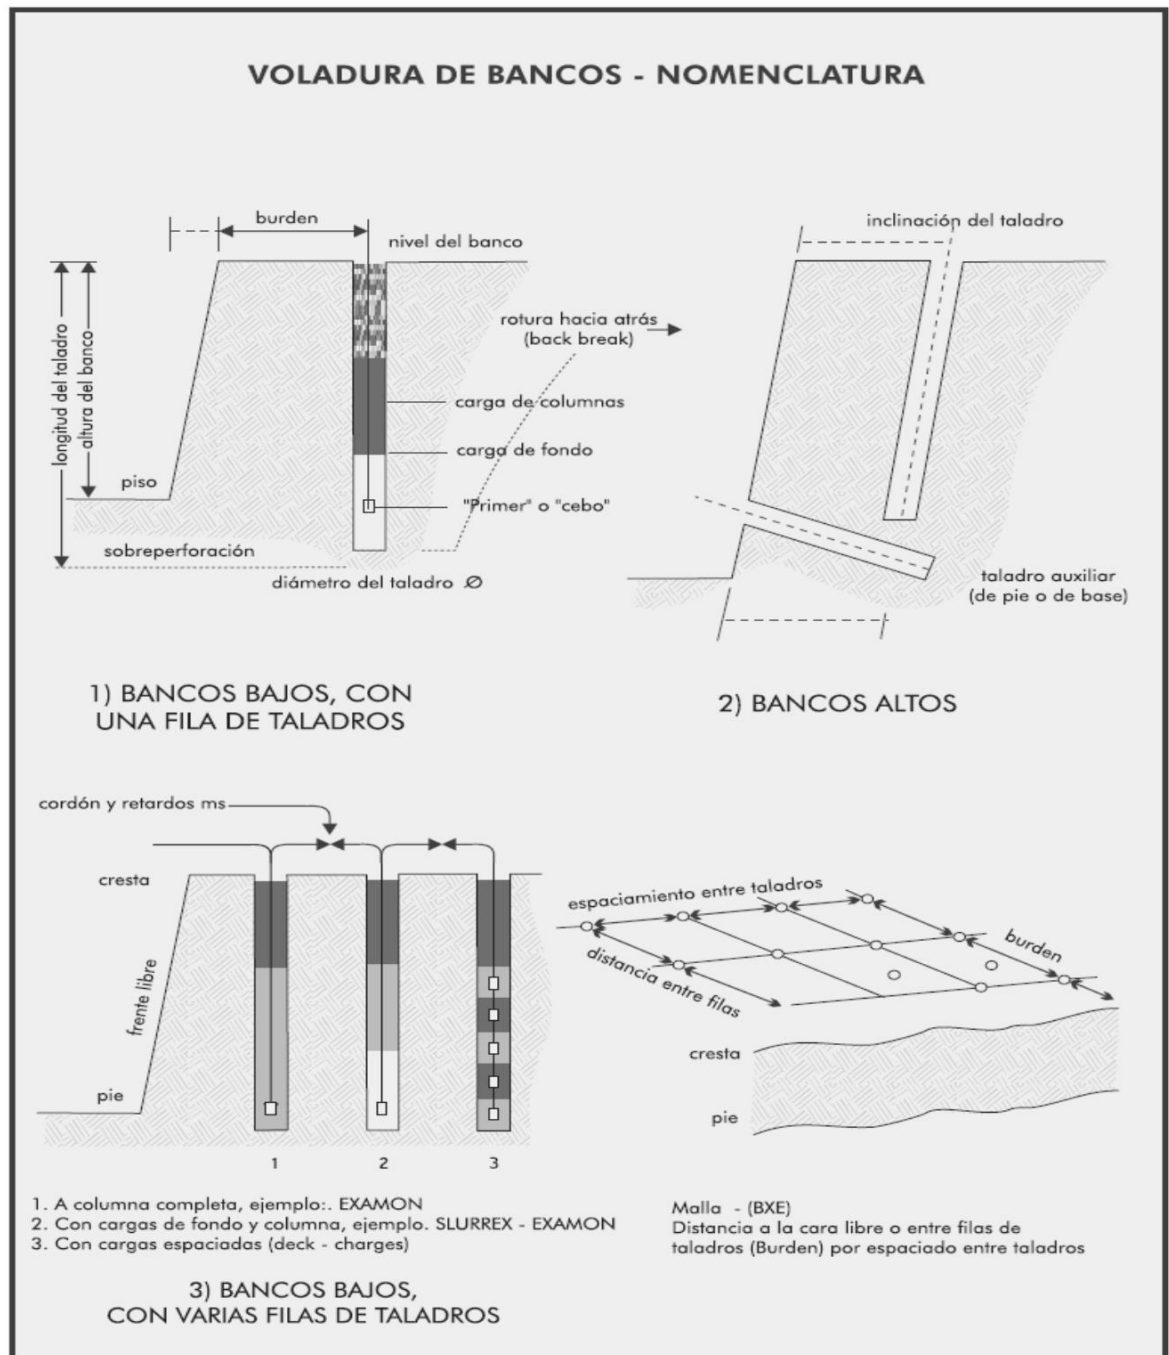 VOLADURA DE BANCOS - NOMENCLATURA
burden
nivel del banco
longitud del taladro
altura del banco
rotura hacia atrás
(back break)
carga de columnas
carga de fondo
piso
"Primer" o "cebo"
sobreperforación
diámetro del taladro Ø
1) BANCOS BAJOS, CON
UNA FILA DE TALADROS
inclinación del taladro
taladro auxiliar
(de pie o de base)
2) BANCOS ALTOS
cordón y retardos ms
cresta
frente libre
pie
1
2
3
1. A columna completa, ejemplo:. EXAMON
2. Con cargas de fondo y columna, ejemplo. SLURREX - EXAMON
3. Con cargas espaciadas (deck - charges)
3) BANCOS BAJOS,
CON VARIAS FILAS DE TALADROS
espaciamiento entre taladros
burden
distancia entre filas
cresta
pie
Malla - (BXE)
Distancia a la cara libre o entre filas de
taladros (Burden) por espaciado entre taladros